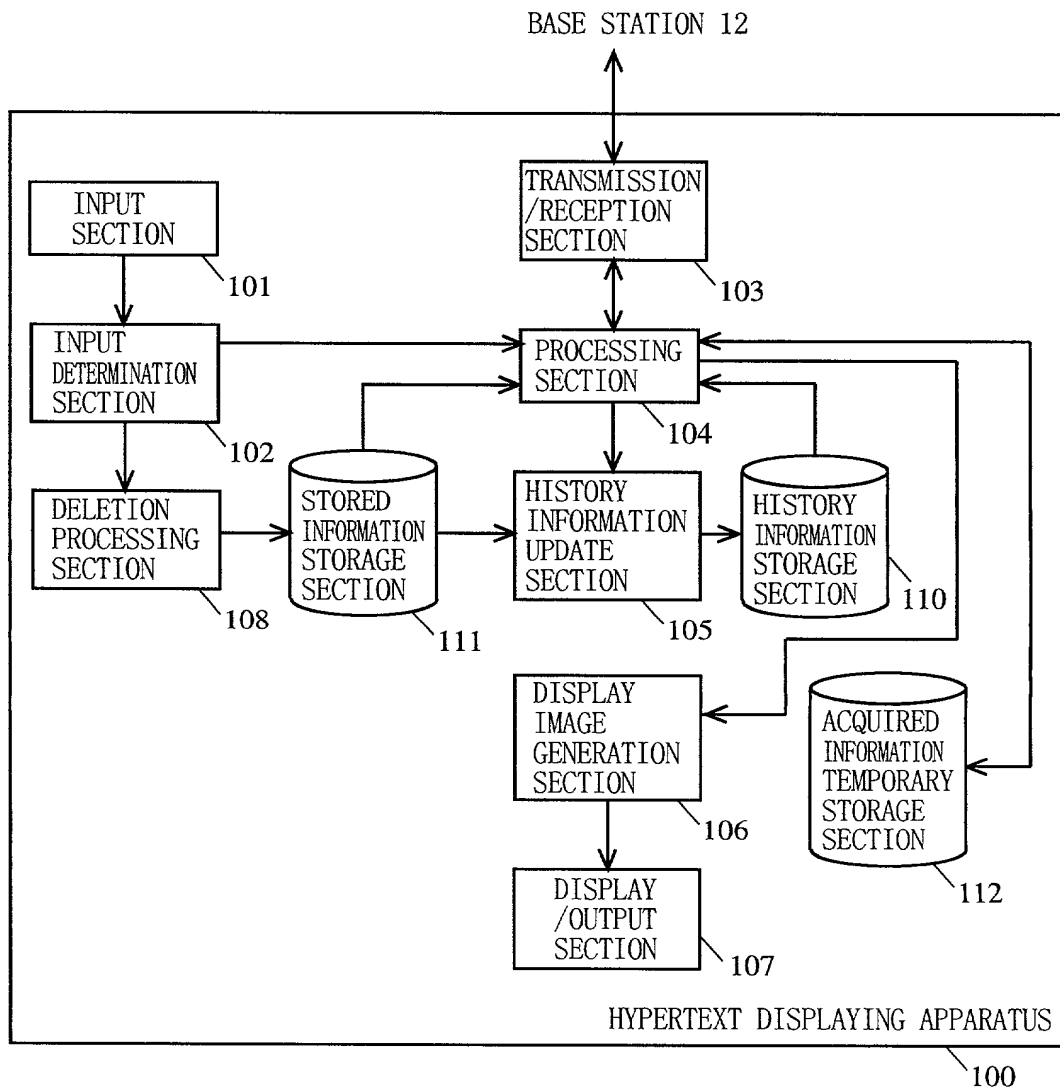 BASE STATION 12
TRANSMISSION
/RECEPTION
SECTION
103
INPUT
SECTION
101
INPUT
DETERMINATION
SECTION
102
PROCESSING
SECTION
104
DELETION
PROCESSING
SECTION
108
STORED
INFORMATION
STORAGE
SECTION
111
HISTORY
INFORMATION
UPDATE
SECTION
105
HISTORY
INFORMATION
STORAGE
SECTION
110
DISPLAY
IMAGE
GENERATION
SECTION
106
ACQUIRED
INFORMATION
TEMPORARY
STORAGE
SECTION
112
DISPLAY
/OUTPUT
SECTION
107
HYPERTEXT DISPLAYING APPARATUS
100